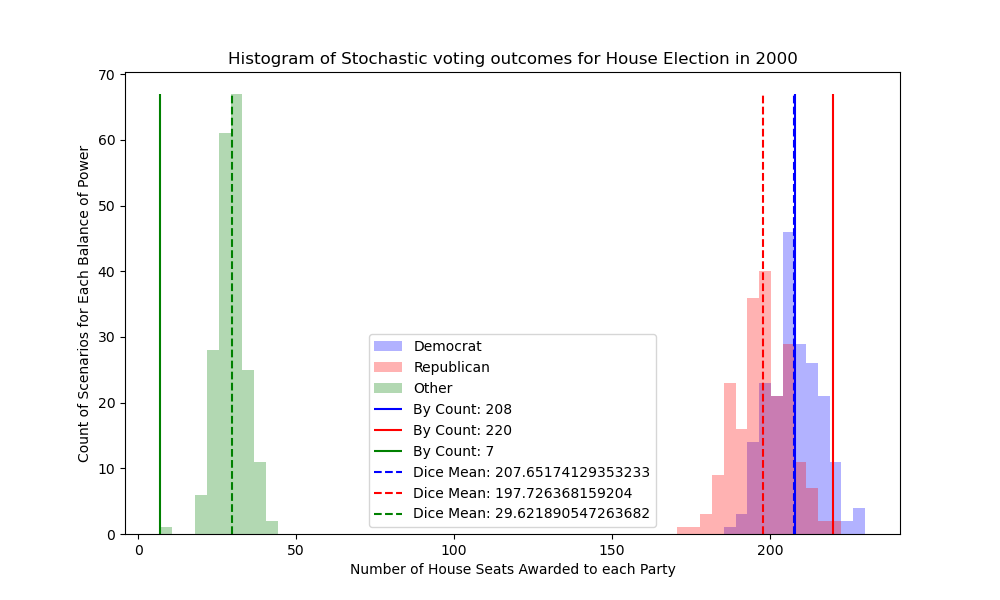 Histogram of Stochastic voting outcomes for House Election in 2000
Count of Scenarios for Each Balance of Power
70
60
50
40
30
20
10
0
Democrat
Republican
Other
By Count: 208
By Count: 220
By Count: 7
Dice Mean: 207.65174129353233
Dice Mean: 197.726368159204
Dice Mean: 29.621890547263682
0 50 100 150 200
Number of House Seats Awarded to each Party